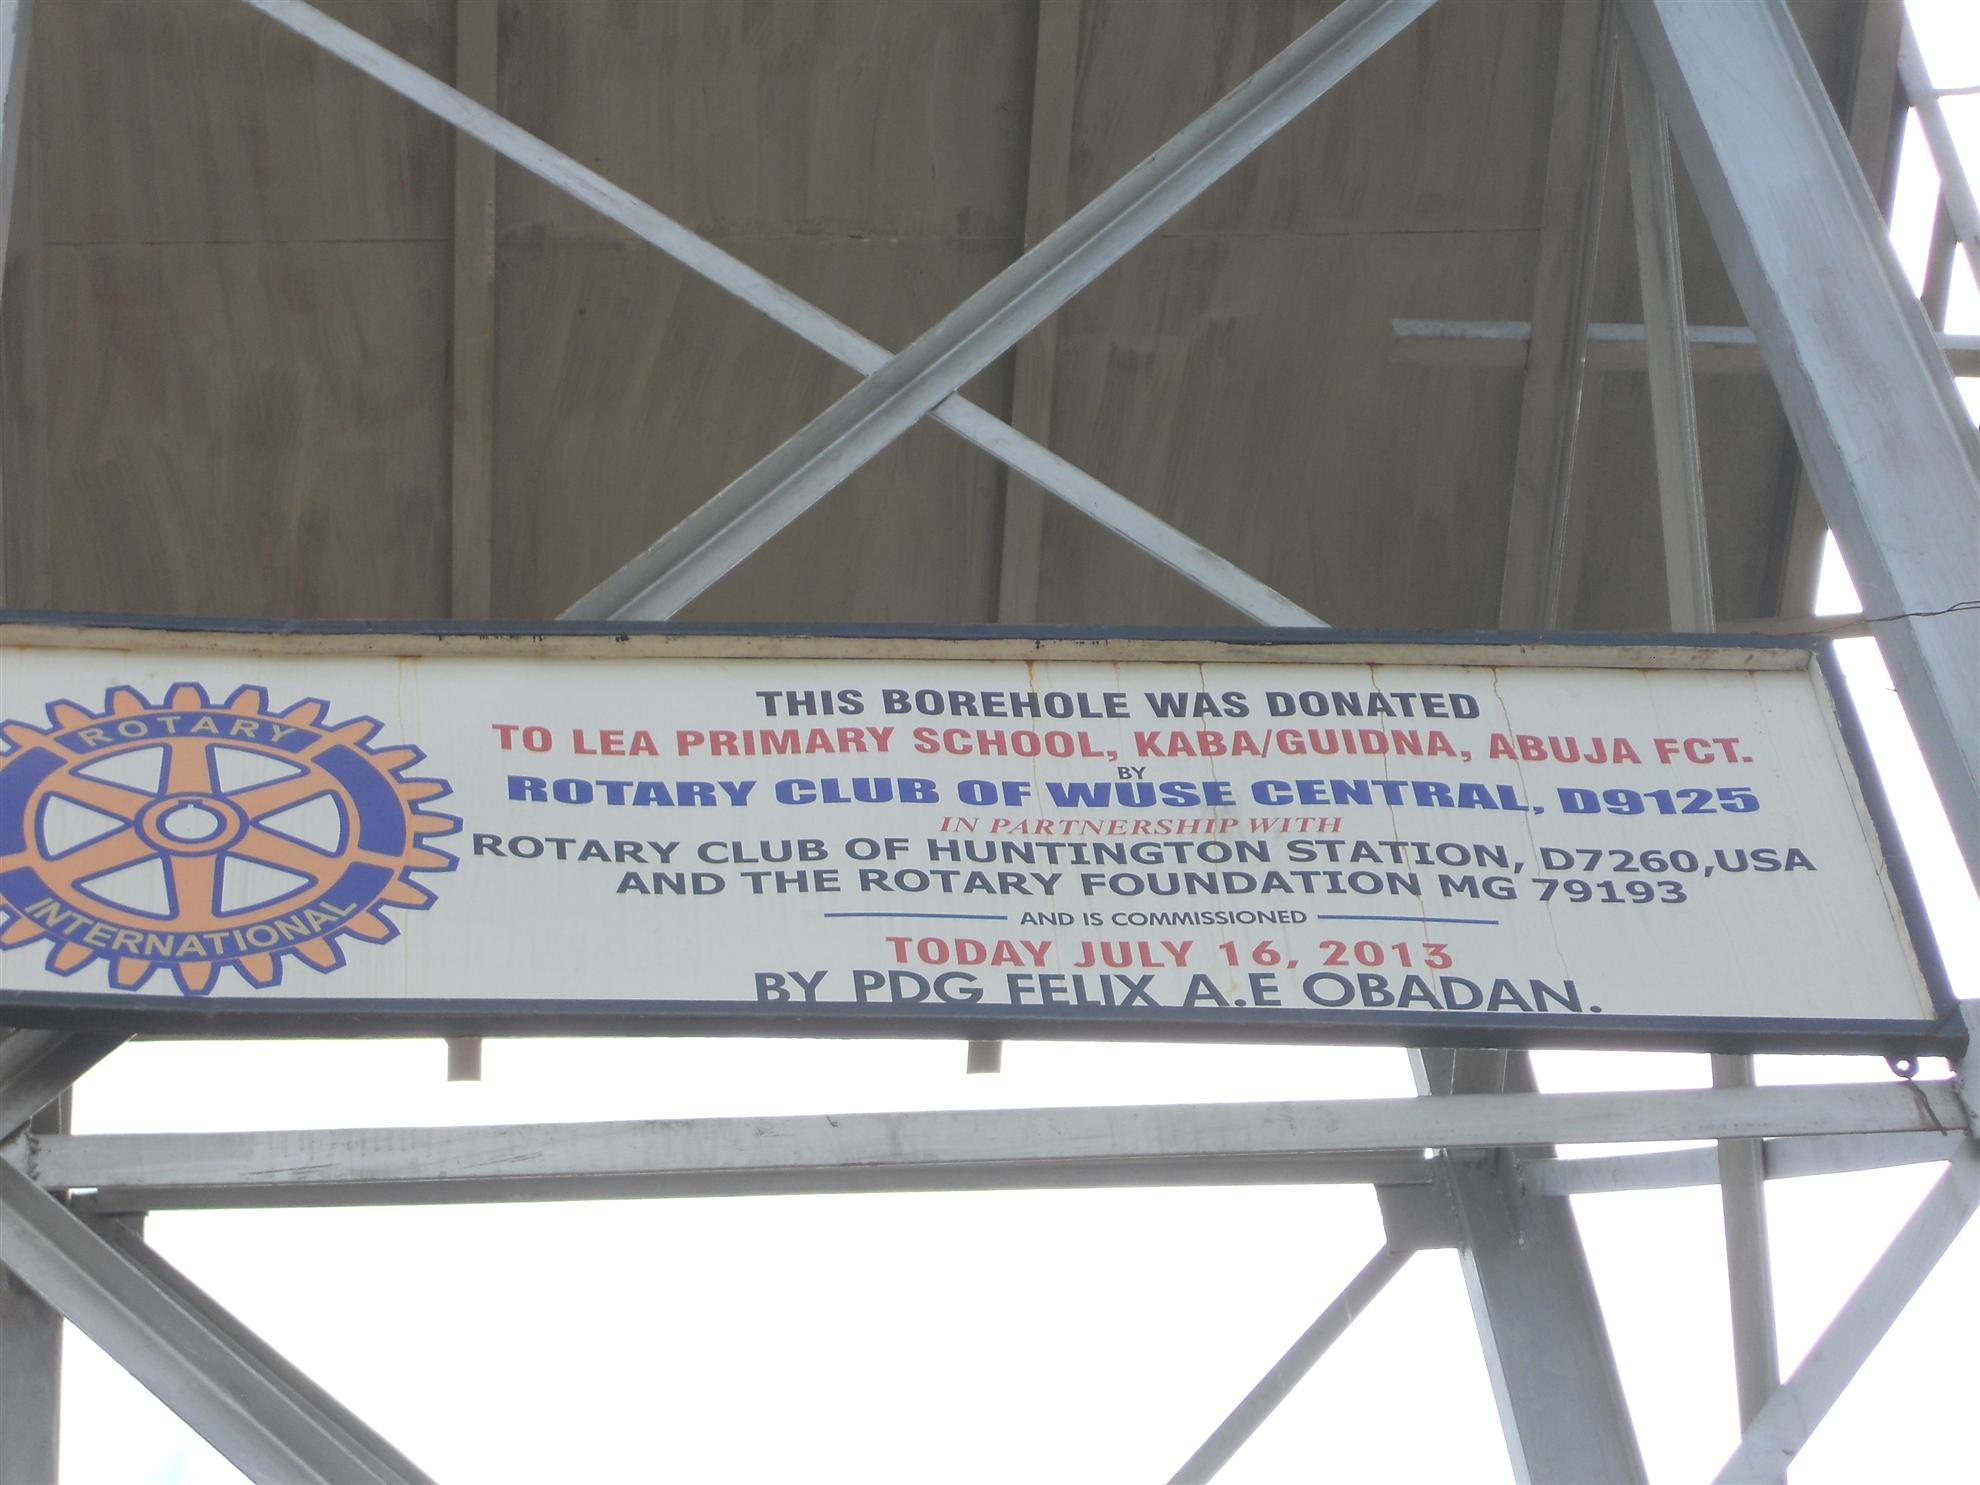 ROTARY
INTERNATIONAL
THIS BOREHOLE WAS DONATED
TO LEA PRIMARY SCHOOL, KABA/GUIDNA, ABUJA FCT.
BY
ROTARY CLUB OF WUSE CENTRAL, D9125
IN PARTNERSHIP WITH
ROTARY CLUB OF HUNTINGTON STATION, D7260,USA
AND THE ROTARY FOUNDATION MG 79193
AND IS COMMISSIONED
TODAY JULY 16, 2013
BY PDG FELIX A.E OBADAN.